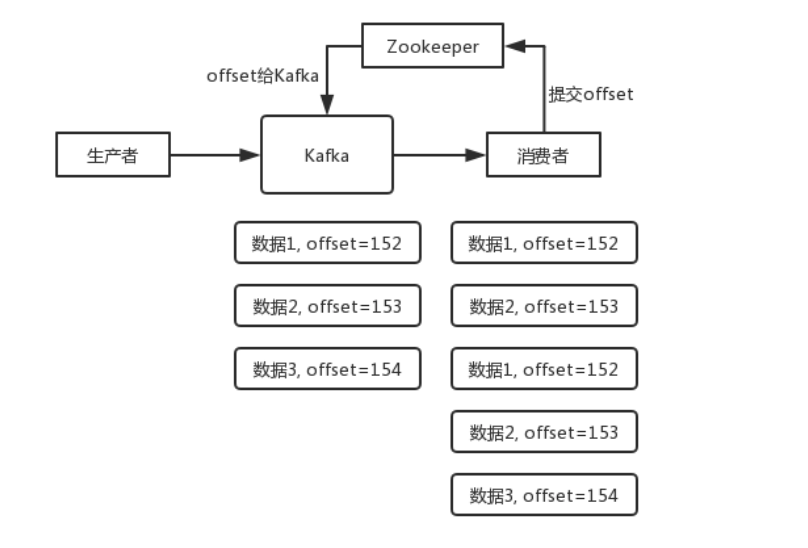 Zookeeper
offset给Kafka
提交offset
生产者
Kafka
消费者
数据1, offset=152
数据1, offset=152
数据2, offset=153
数据2, offset=153
数据3, offset=154
数据1, offset=152
数据2, offset=153
数据3, offset=154